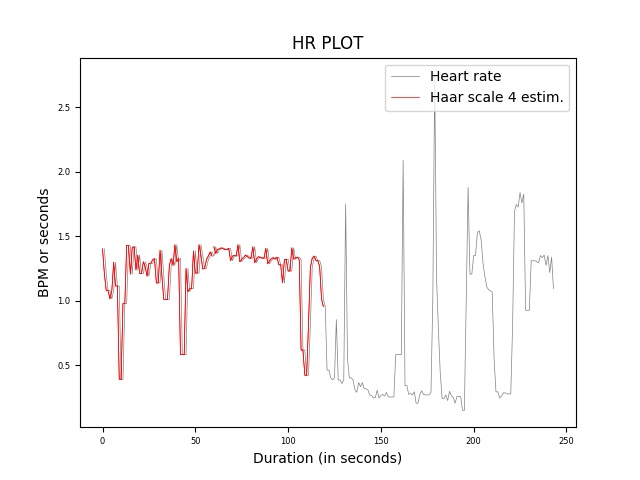 HR PLOT
Heart rate
Haar scale 4 estim.
BPM or seconds
2.5
2.0
1.5
1.0
0.5
0 50 100 150 200 250
Duration (in seconds)